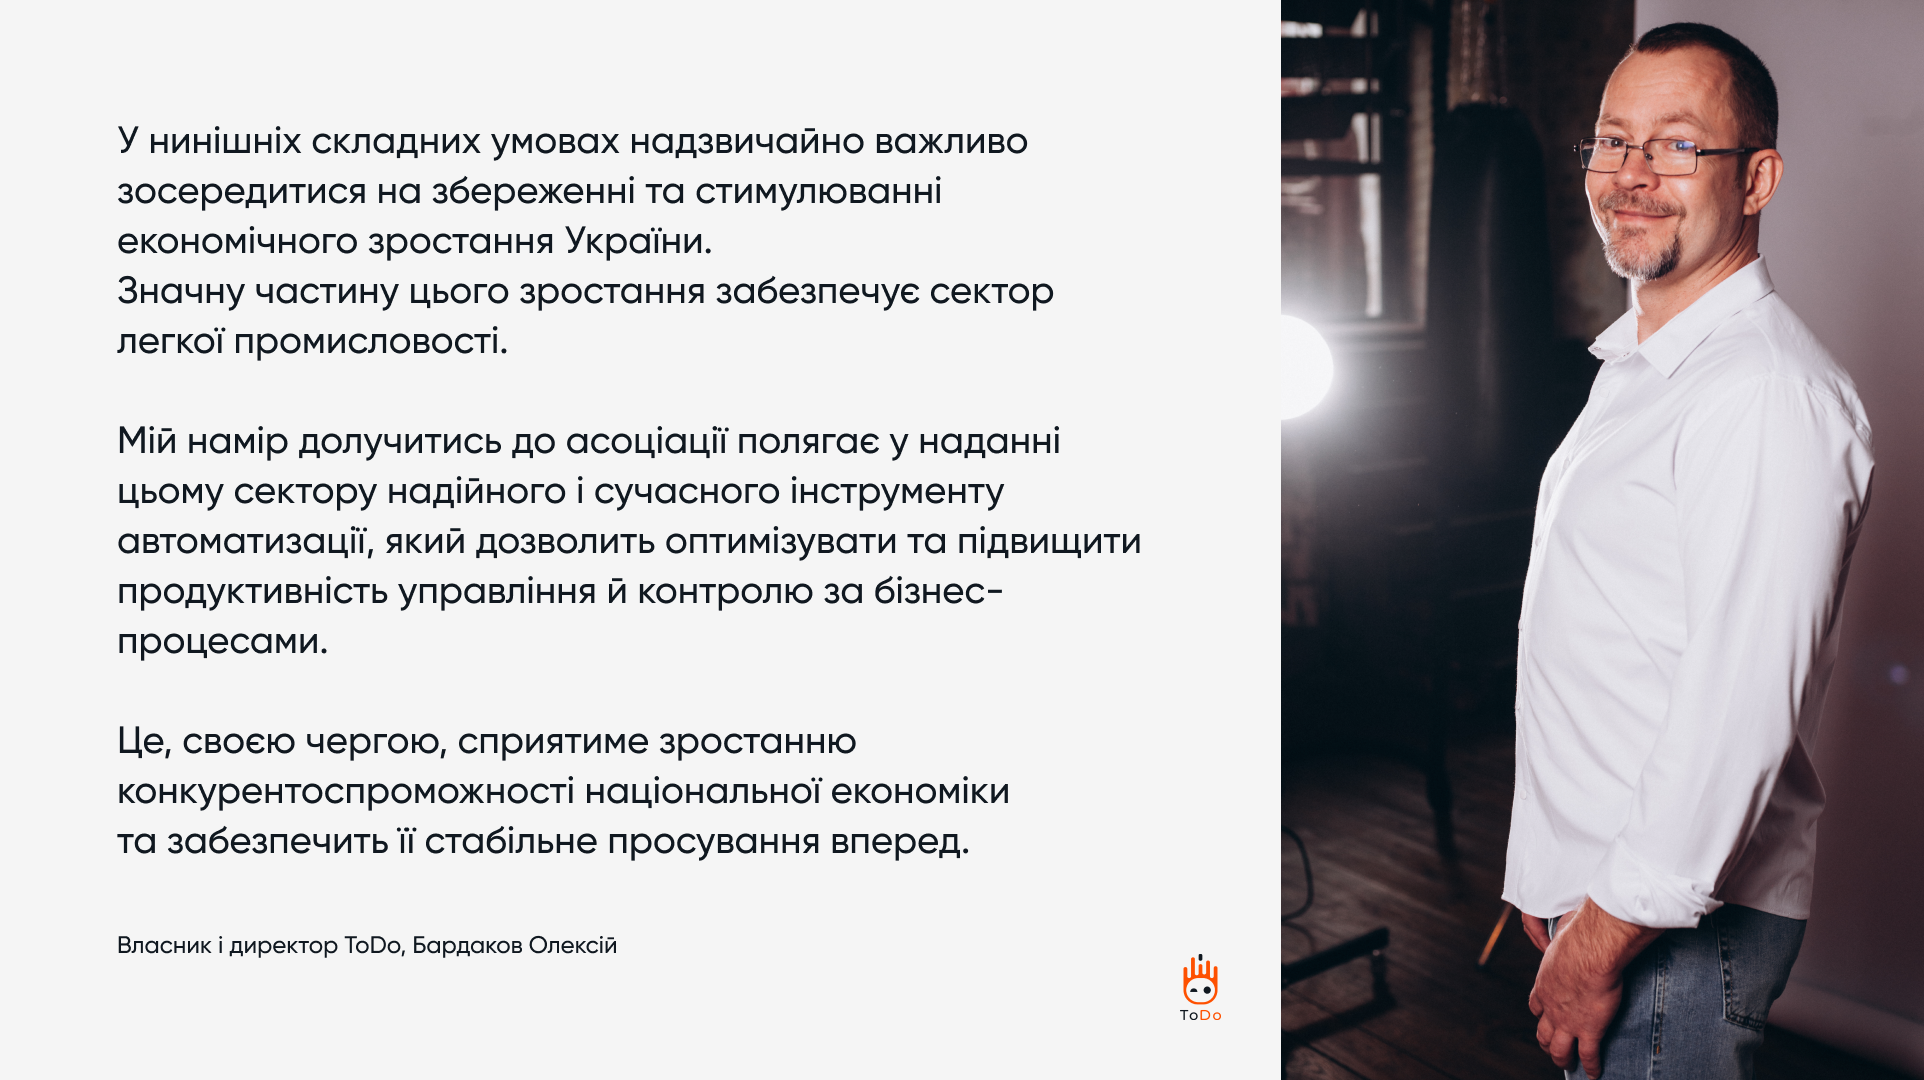 У нинішніх складних умовах надзвичайно важливо
зосередитися на збереженні та стимулюванні
економічного зростання України.
Значну частину цього зростання забезпечує сектор
легкої промисловості.
Мій намір долучитись до асоціації полягає у наданні
цьому сектору надійного і сучасного інструменту
автоматизації, який дозволить оптимізувати та підвищити
продуктивність управління й контролю за бізнес-
процесами.
Це, своєю чергою, сприятиме зростанню
конкурентоспроможності національної економіки
та забезпечить її стабільне просування вперед.
Власник і директор ToDo, Бардаков Олексій
ToDo